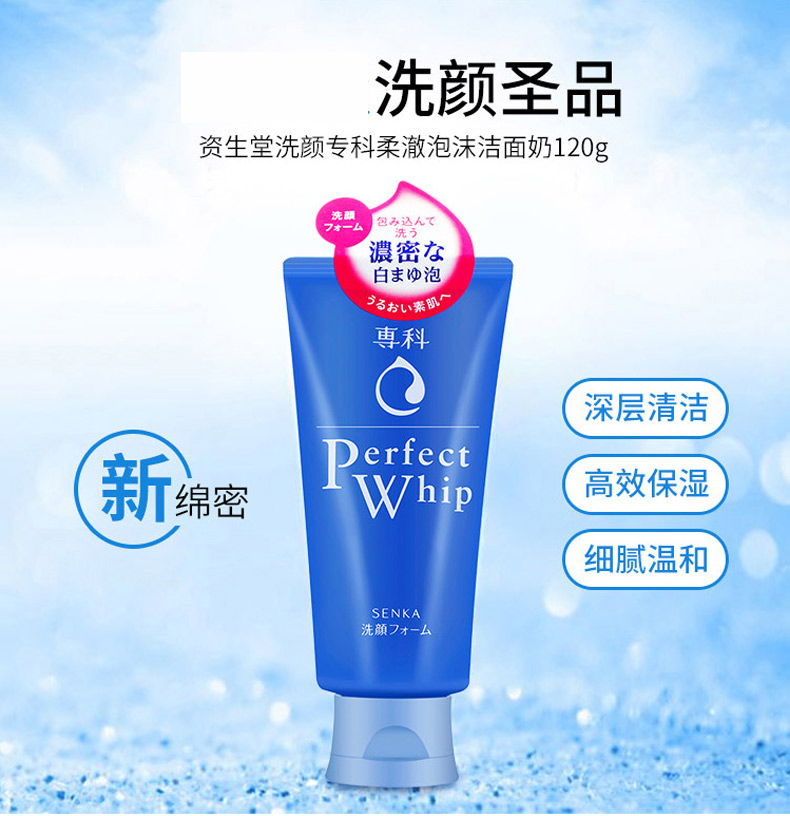 洗颜圣品
资生堂洗颜专科柔澈泡沫洁面奶120g
洗顔
フォーム
包み込んで
洗う
濃密な
白まゆ泡
うるおい素肌へ
専科
Perfect
Whip
SENKA
洗顔フォーム
新绵密
深层清洁
高效保湿
细腻温和